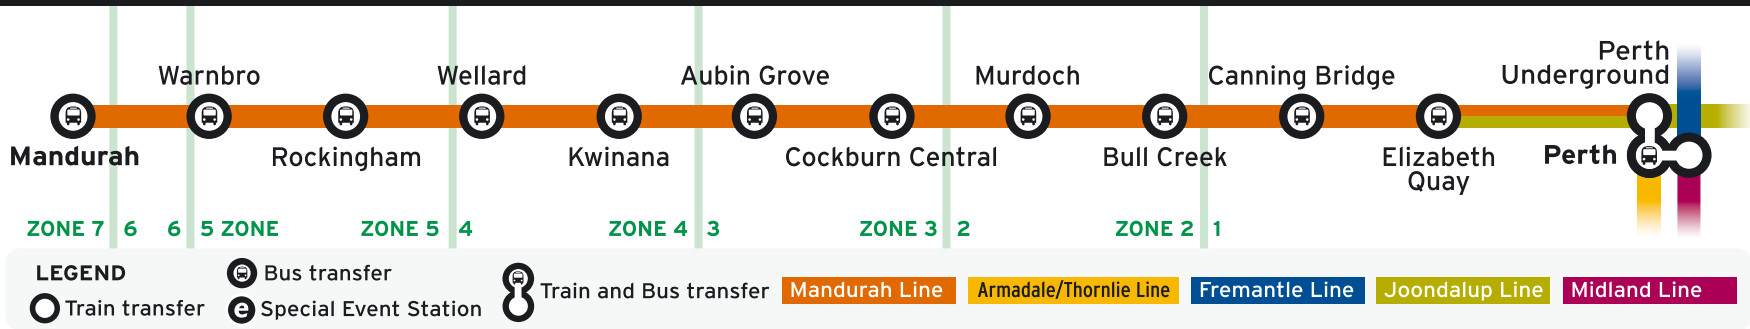 Perth
Underground
Warnbro
Wellard
Aubin Grove
Murdoch
Canning Bridge
Mandurah
Rockingham
Kwinana
Cockburn Central
Bull Creek
Elizabeth
Quay
Perth
ZONE 7 6
6 5 ZONE
ZONE 5 4
ZONE 4 3
ZONE 3 2
ZONE 2 1
LEGEND
Train transfer
Bus transfer
e Special Event Station
Train and Bus transfer
Mandurah Line
Armadale/Thornlie Line
Fremantle Line
Joondalup Line
Midland Line